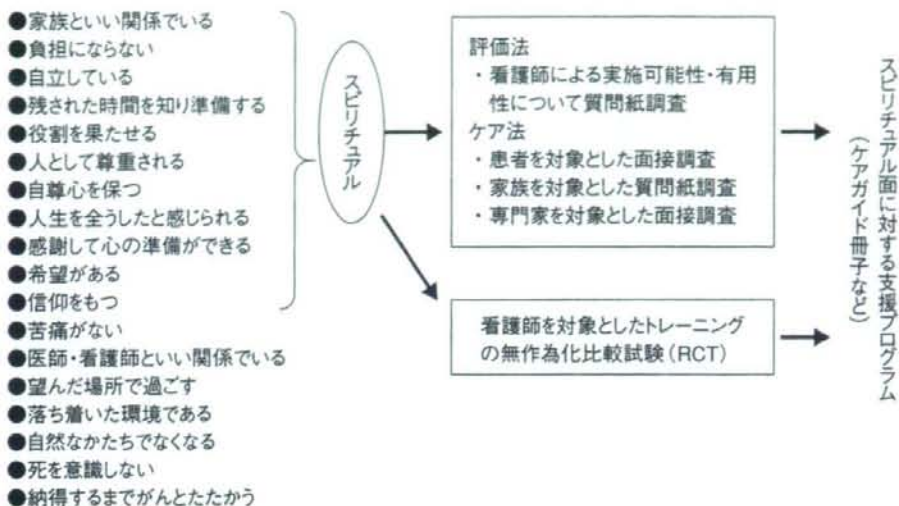 ●家族といい関係でいる
●負担にならない
●自立している
●残された時間を知り準備する
●役割を果たせる
●人として尊重される
●自尊心を保つ
●人生を全うしたと感じられる
●感謝して心の準備ができる
●希望がある
●信仰をもつ
●苦痛がない
●医師・看護師といい関係でいる
●望んだ場所で過ごす
●落ち着いた環境である
●自然なかたちでなくなる
●死を意識しない
●納得するまでがんとたたかう
スピリチュアル
評価法
・看護師による実施可能性・有用
性について質問紙調査
ケア法
・患者を対象とした面接調査
・家族を対象とした質問紙調査
・専門家を対象とした面接調査
看護師を対象としたトレーニング
の無作為化比較試験（RCT）
スピリチュアル面に対する支援プログラム
（ケアガイド冊子など）